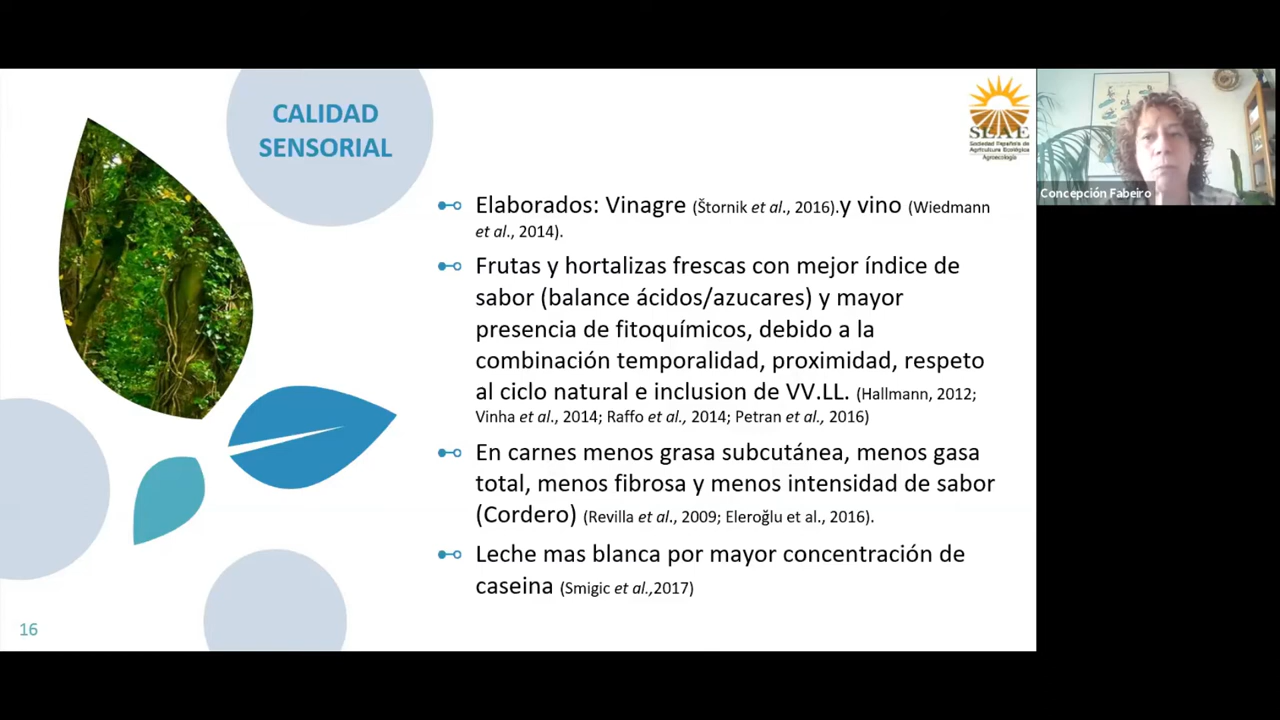 CALIDAD
SENSORIAL
SEAE
Sociedad Española de
Agricultura Ecológica
Agroecología
Concepción Fabeiro
Elaborados: Vinagre (Štornik et al., 2016).y vino (Wiedmann
et al., 2014).
Frutas y hortalizas frescas con mejor índice de
sabor (balance ácidos/azucares) y mayor
presencia de fitoquímicos, debido a la
combinación temporalidad, proximidad, respeto
al ciclo natural e inclusion de VV.LL. (Hallmann, 2012;
Vinha et al., 2014; Raffo et al., 2014; Petran et al., 2016)
En carnes menos grasa subcutánea, menos gasa
total, menos fibrosa y menos intensidad de sabor
(Cordero) (Revilla et al., 2009; Eleroğlu et al., 2016).
Leche mas blanca por mayor concentración de
caseina (Smigic et al.,2017)
16